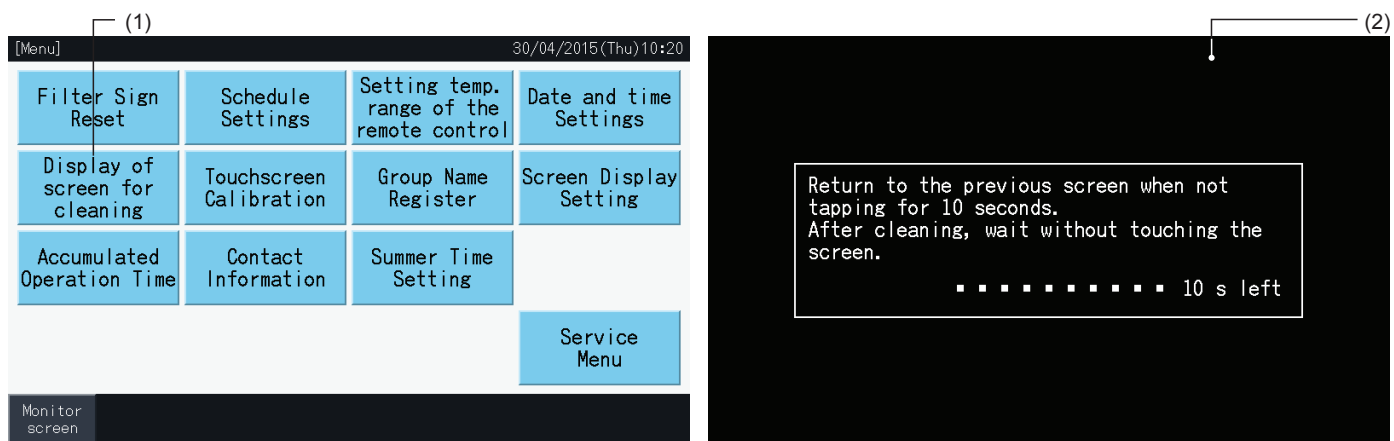 (1)
(2)
[Menu]
30/04/2015(Thu)10:20
Filter Sign
Reset
Schedule
Settings
Setting temp.
range of the
remote control
Date and time
Settings
Display of
screen for
cleaning
Touchscreen
Calibration
Group Name
Register
Screen Display
Setting
Accumulated
Operation Time
Contact
Information
Summer Time
Setting
Service
Menu
Monitor
screen
Return to the previous screen when not
tapping for 10 seconds.
After cleaning, wait without touching the
screen.
10 s left